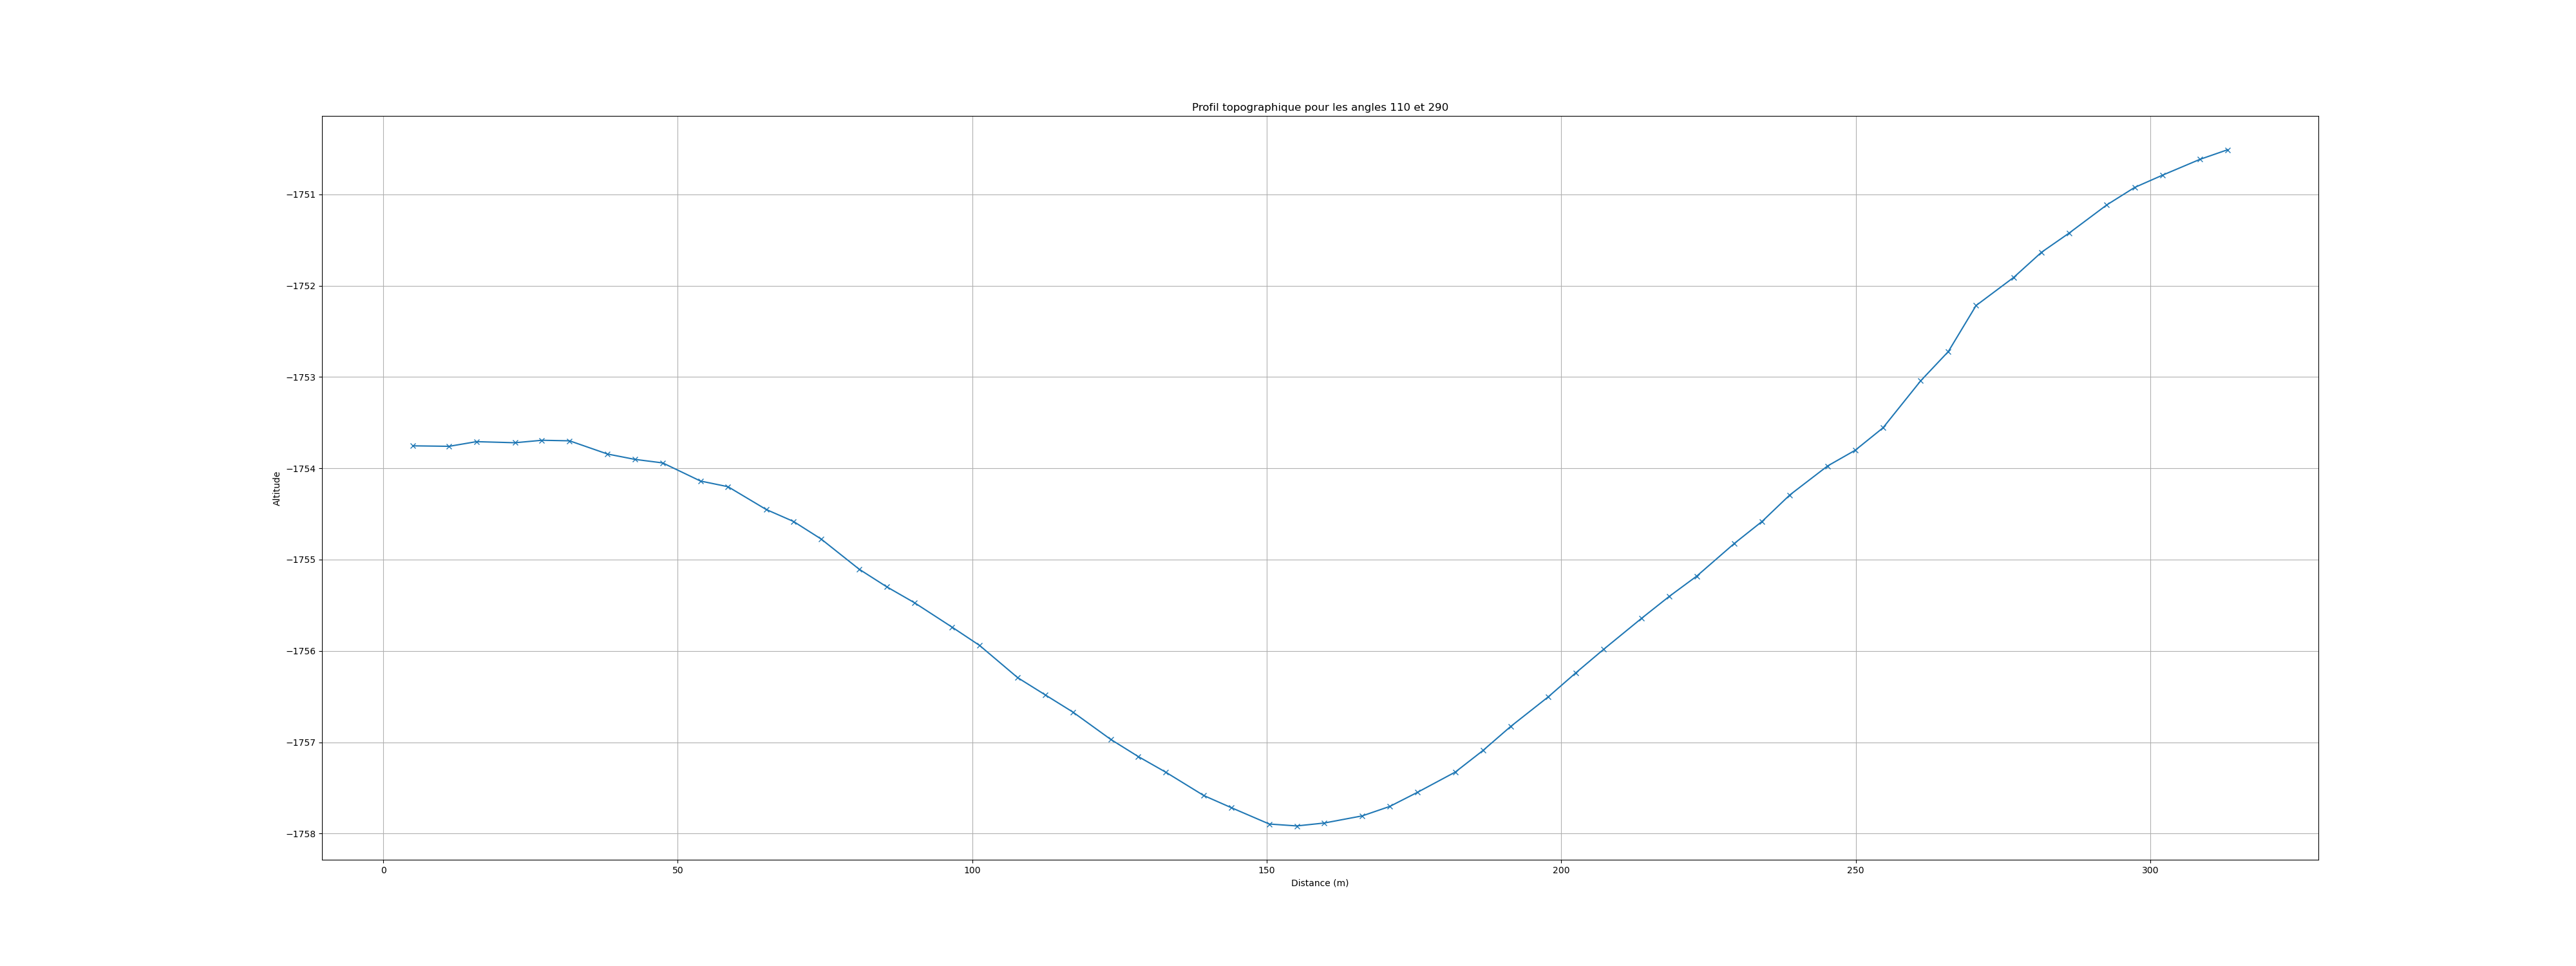 Profil topographique pour les angles 110 et 290
−1751
−1752
−1753
−1754
−1755
−1756
−1757
−1758
Altitude
0 50 100 150 200 250 300
Distance (m)